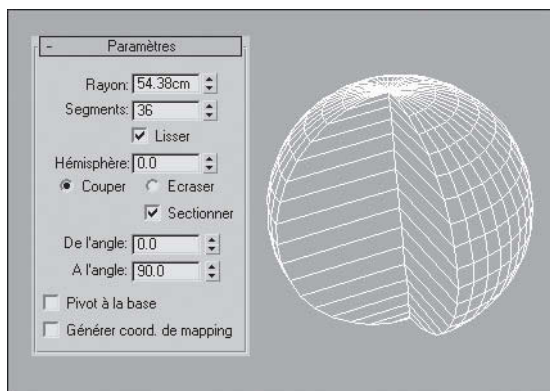 - Paramètres
Rayon: 54.38cm
Segments: 36
Lisser
Hémisphère: 0.0
Couper Ecraser
Sectionner
De l'angle: 0.0
A l'angle: 90.0
Pivot à la base
Générer coord. de mapping